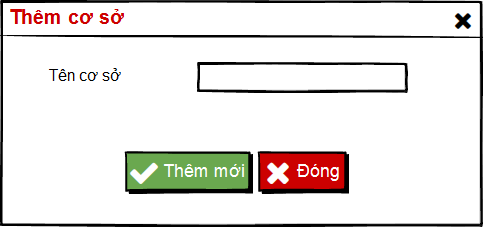 Thêm cơ sở
Tên cơ sở
Thêm mới Đóng